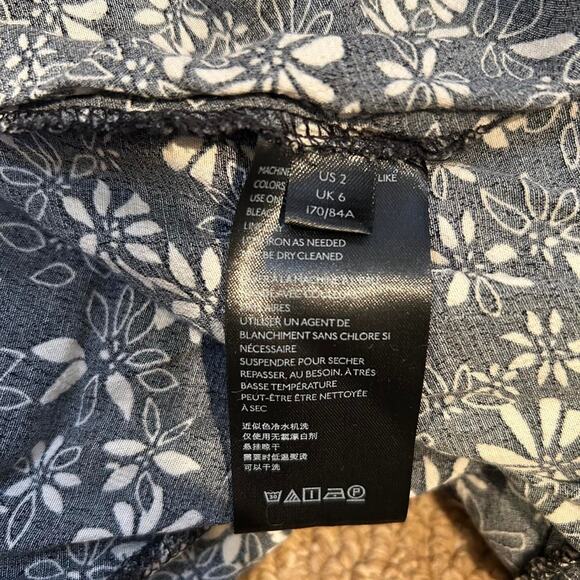 US 2
UK 6
170/84A
MACHINE
LIKE
COLORS
USE ON
BLEAC
LINE DRY
IRON AS NEEDED
BE DRY CLEANED
UTILISER UN AGENT DE
BLANCHIMENT SANS CHLORE SI
NÉCESSAIRE
SUSPENDRE POUR SECHER
REPASSER, AU BESOIN, À TRÈS
BASSE TEMPÉRATURE
PEUT-ÊTRE ÊTRE NETTOYÉE
À SEC
近似色冷水机洗
仅使用无氯漂白剂
悬挂晾干
需要时低温熨烫
可以干洗